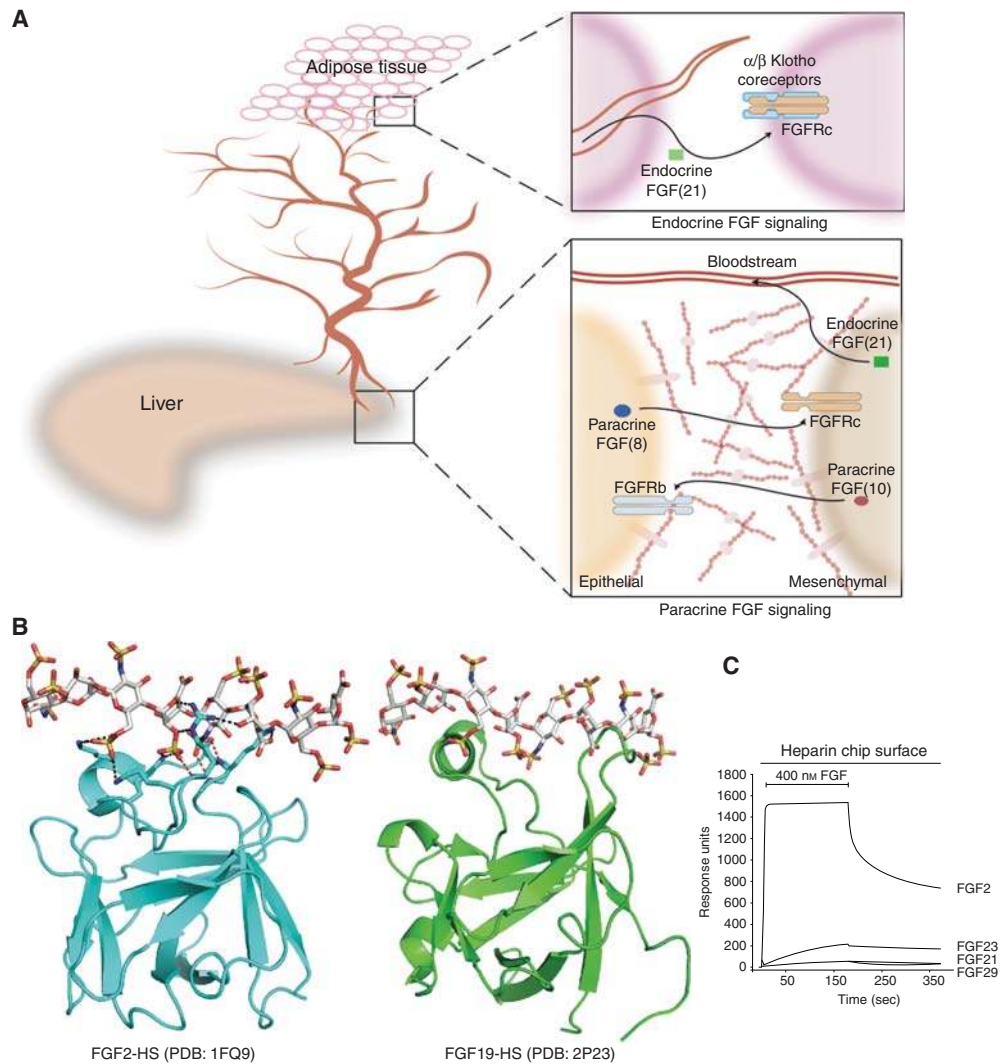 A
Adipose tissue
α/β Klotho
coreceptors
FGFRc
Endocrine
FGF(21)
Endocrine FGF signaling
Bloodstream
Endocrine
FGF(21)
Paracrine
FGF(8)
FGFRc
FGFRb
Paracrine
FGF(10)
Epithelial
Mesenchymal
Paracrine FGF signaling
Liver
B
FGF2-HS (PDB: 1FQ9)
FGF19-HS (PDB: 2P23)
C
Heparin chip surface
400 nM FGF
1800
1600
1400
1200
1000
800
600
400
200
0
Response units
50
150
250
350
Time (sec)
FGF2
FGF23
FGF21
FGF29